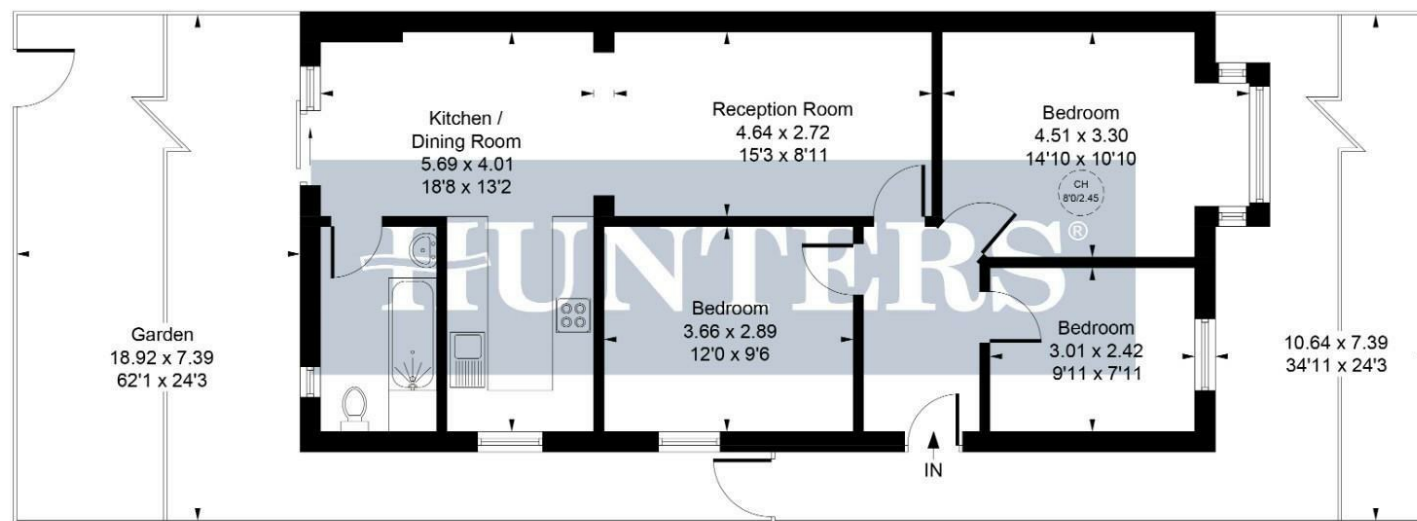 Kitchen /
Dining Room
5.69 x 4.01
18'8 x 13'2
Reception Room
4.64 x 2.72
15'3 x 8'11
Bedroom
4.51 x 3.30
14'10 x 10'10
CH
8'0/2.45
HUNTERS®
Garden
18.92 x 7.39
62'1 x 24'3
Bedroom
3.66 x 2.89
12'0 x 9'6
Bedroom
3.01 x 2.42
9'11 x 7'11
10.64 x 7.39
34'11 x 24'3
IN